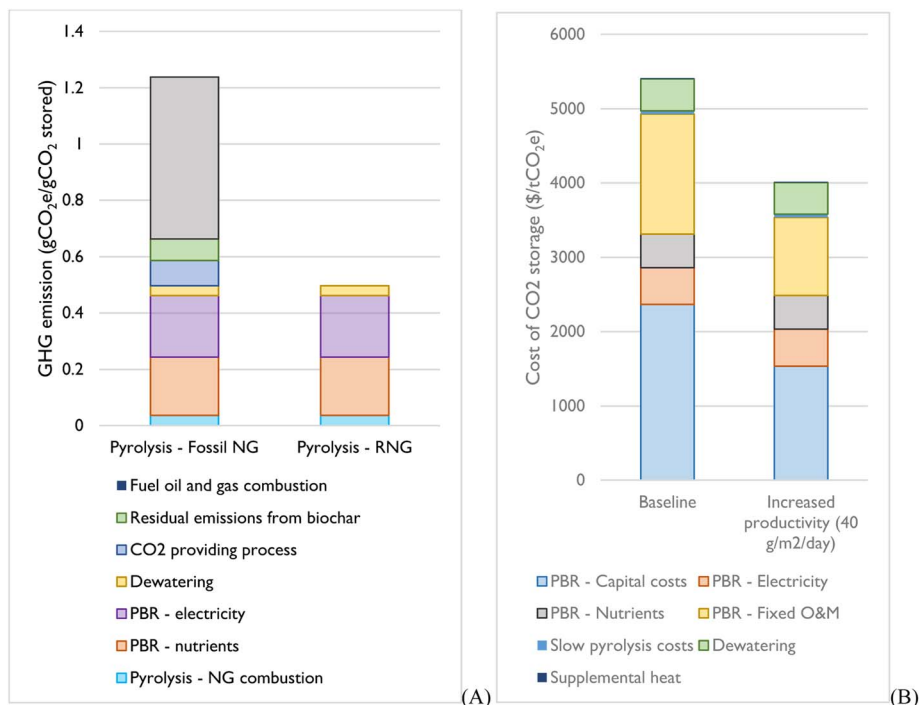 1.4
1.2
1
0.8
0.6
0.4
0.2
0
GHG emission (gCO2e/gCO2 stored)
Pyrolysis - Fossil NG
Pyrolysis - RNG
Fuel oil and gas combustion
Residual emissions from biochar
CO2 providing process
Dewatering
PBR - electricity
PBR - nutrients
Pyrolysis - NG combustion
(A)
6000
5000
4000
3000
2000
1000
0
Cost of CO2 storage ($/tCO2e)
Baseline
Increased
productivity (40
g/m2/day)
PBR - Capital costs
PBR - Electricity
PBR - Nutrients
PBR - Fixed O&M
Slow pyrolysis costs
Dewatering
Supplemental heat
(B)